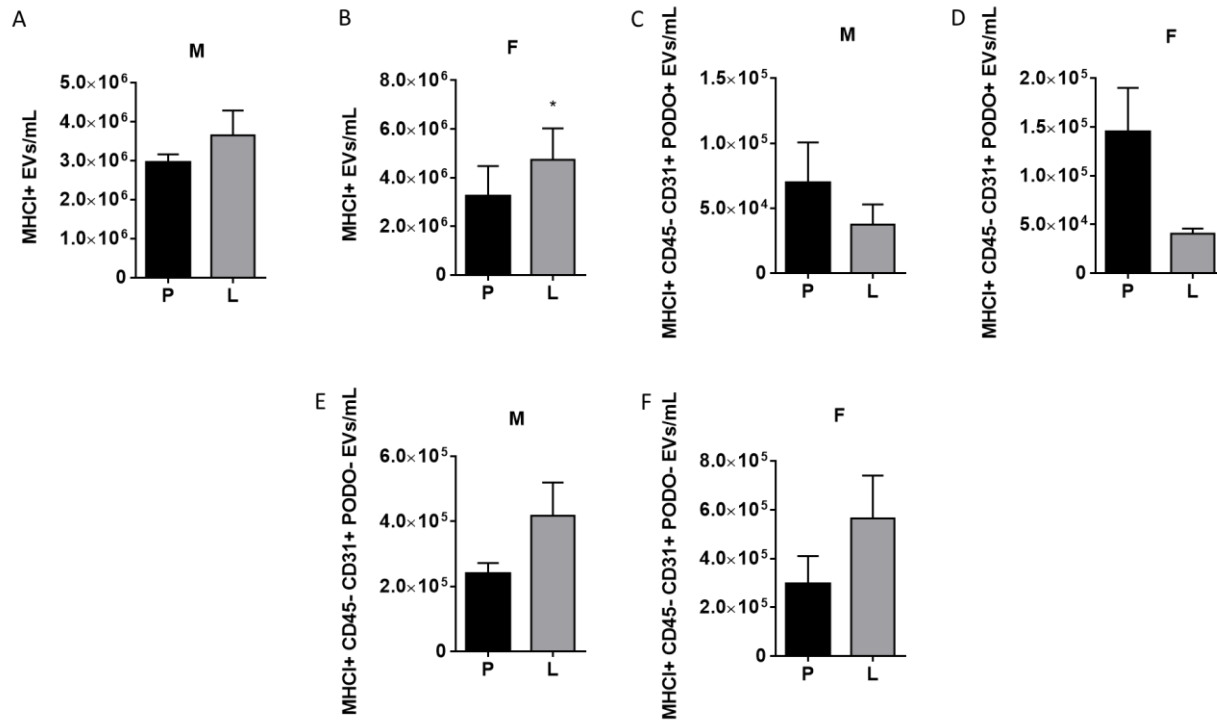 A
M
MHCI+ EVs/mL
5.0×10⁶
4.0×10⁶
3.0×10⁶
2.0×10⁶
1.0×10⁶
0
P L
B
F
MHCI+ EVs/mL
8.0×10⁶
6.0×10⁶
4.0×10⁶
2.0×10⁶
0
*
P L
C
M
MHCI+ CD45- CD31+ PODO+ EVs/mL
1.5×10⁵
1.0×10⁵
5.0×10⁴
0
P L
D
F
MHCI+ CD45- CD31+ PODO+ EVs/mL
2.0×10⁵
1.5×10⁵
1.0×10⁵
5.0×10⁴
0
P L
E
M
MHCI+ CD45- CD31+ PODO- EVs/mL
6.0×10⁵
4.0×10⁵
2.0×10⁵
0
P L
F
F
MHCI+ CD45- CD31+ PODO- EVs/mL
8.0×10⁵
6.0×10⁵
4.0×10⁵
2.0×10⁵
0
P L